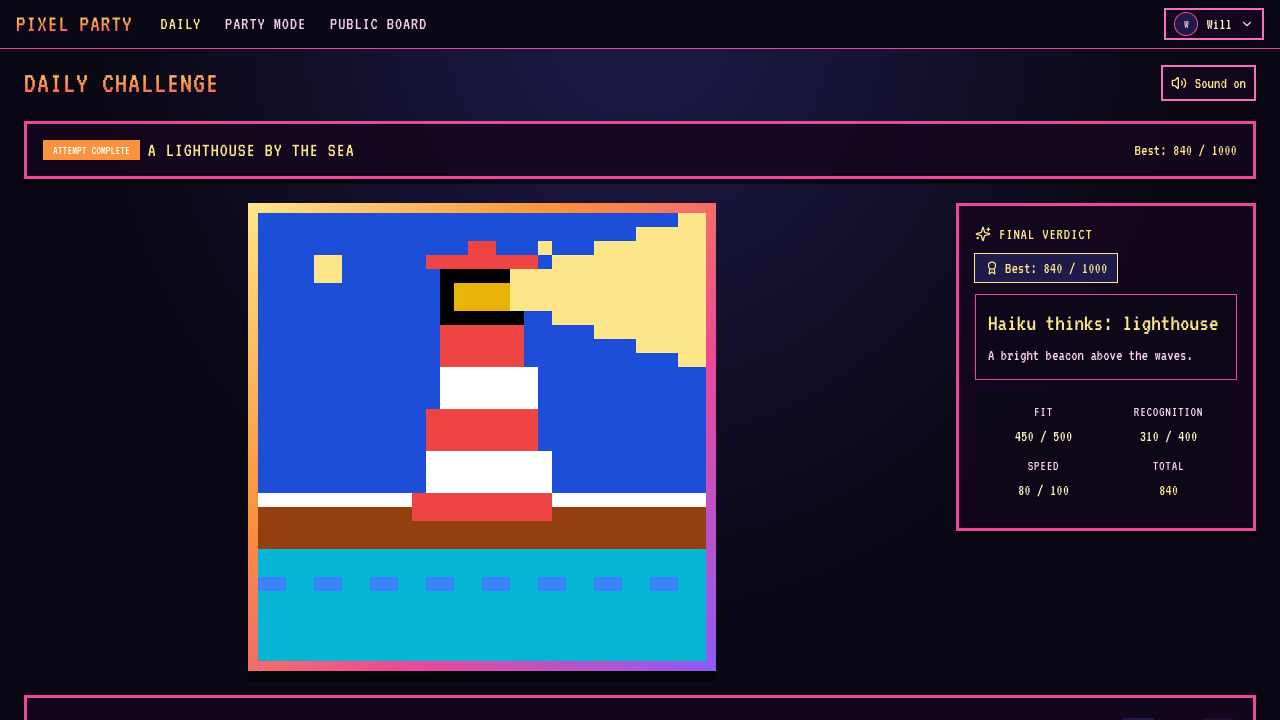 PIXEL PARTY DAILY PARTY MODE PUBLIC BOARD W Will
DAILY CHALLENGE Sound on
ATTEMPT COMPLETE A LIGHTHOUSE BY THE SEA Best: 840 / 1000
FINAL VERDICT
Best: 840 / 1000
Haiku thinks: lighthouse
A bright beacon above the waves.
FIT RECOGNITION
450 / 500 310 / 400
SPEED TOTAL
80 / 100 840